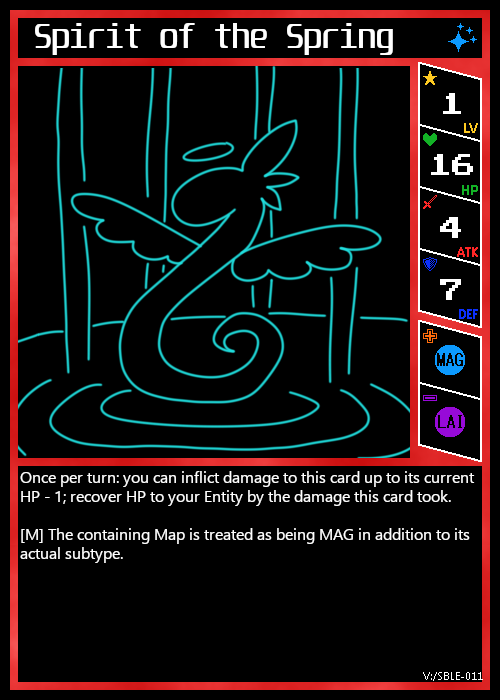 Spirit of the Spring
1
LV
16
HP
4
ATK
7
DEF
MAG
LAI
Once per turn: you can inflict damage to this card up to its current
HP - 1; recover HP to your Entity by the damage this card took.
[M] The containing Map is treated as being MAG in addition to its
actual subtype.
V:/SBLE-011